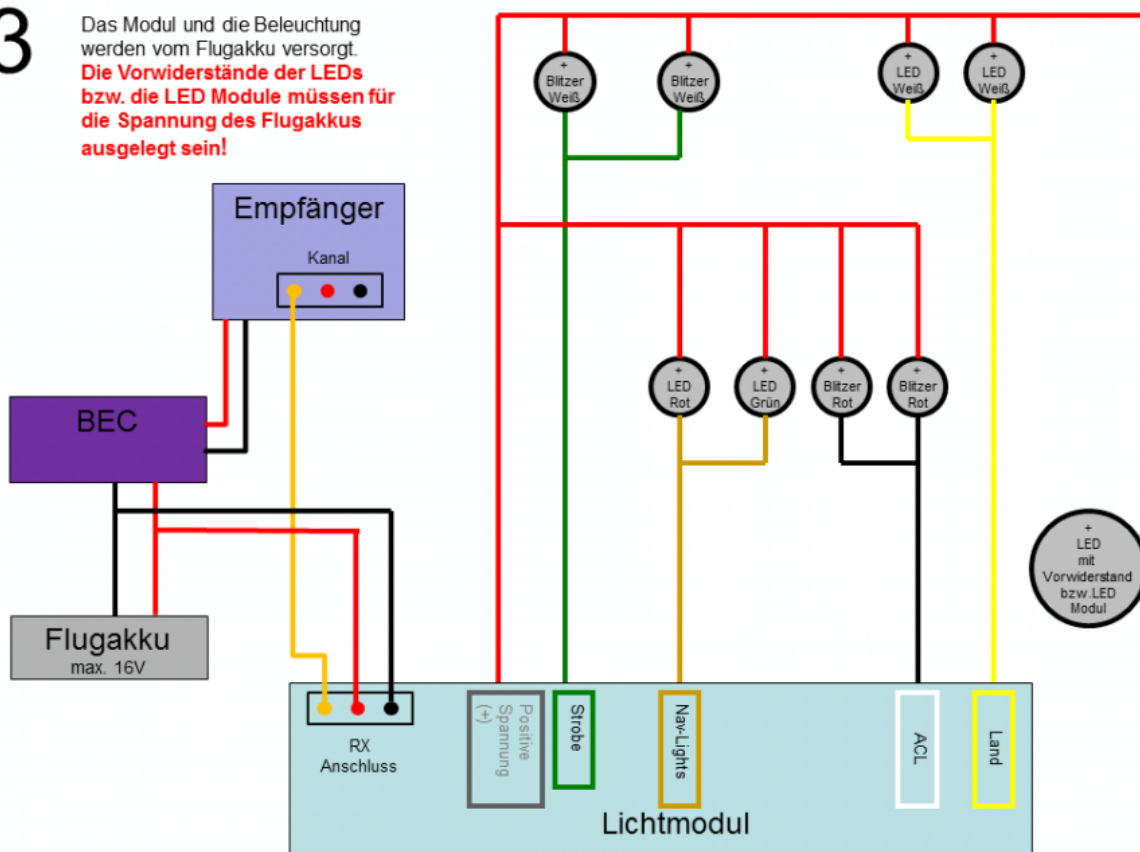 3
Das Modul und die Beleuchtung
werden vom Flugakku versorgt.
Die Vorwiderstände der LEDs
bzw. die LED Module müssen für
die Spannung des Flugakkus
ausgelegt sein!
+
Blitzer
Weiß
+
Blitzer
Weiß
+
LED
Weiß
+
LED
Weiß
Empfänger
Kanal
BEC
+
LED
Rot
+
LED
Grün
+
Blitzer
Rot
+
Blitzer
Rot
+
LED
mit
Vorwiderstand
bzw.LED
Modul
Flugakku
max. 16V
RX
Anschluss
Positive
Spannung
(+)
Strobe
Nav-Lights
ACL
Land
Lichtmodul